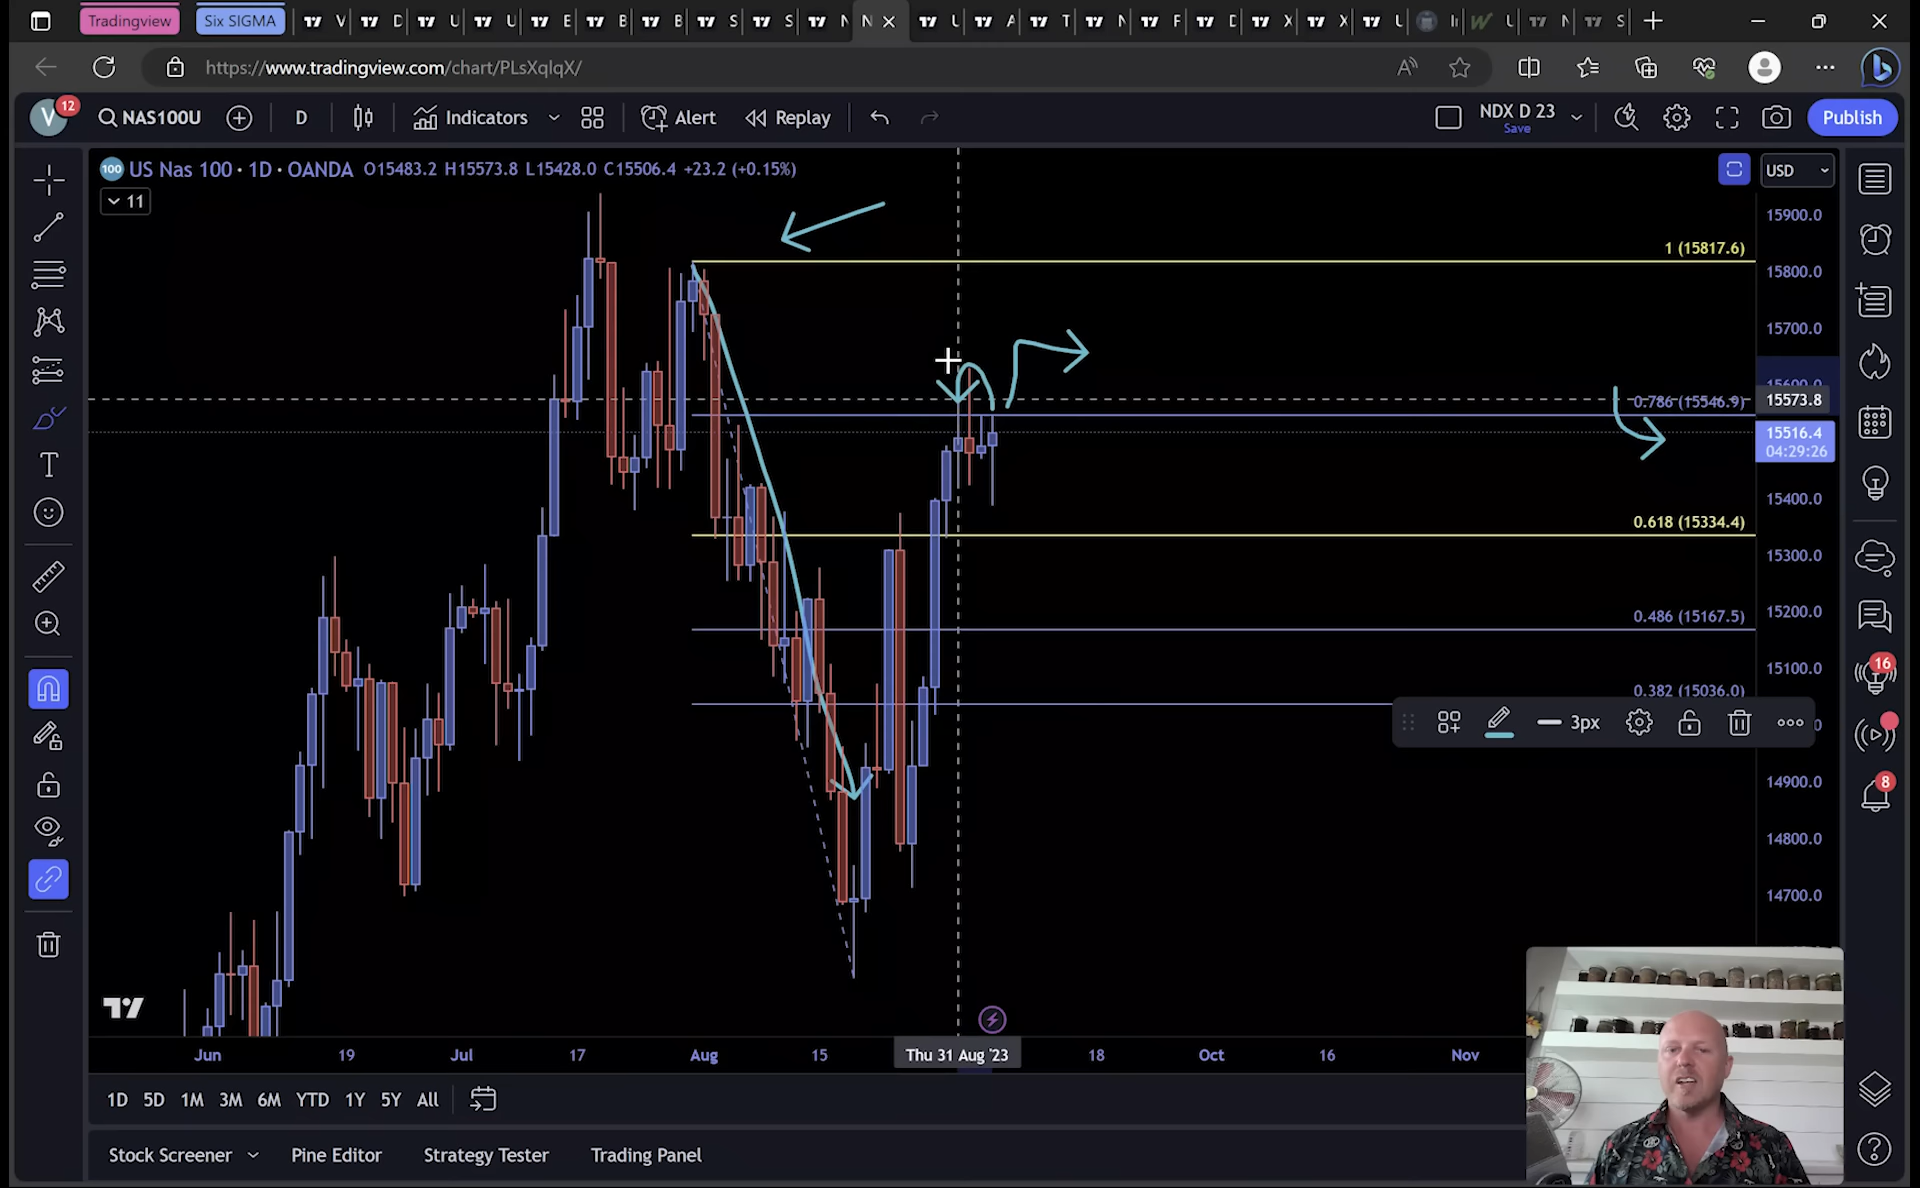 Tradingview
Six SIGMA
V
D
U
U
E
B
B
S
S
N
N
U
A
T
N
F
D
X
X
U
U
N
S
https://www.tradingview.com/chart/PLsXqlqX/
V
12
NAS100U
D
Indicators
Alert
Replay
NDX D 23
Save
Publish
100
US Nas 100 · 1D · OANDA O15483.2 H15573.8 L15428.0 C15506.4 +23.2 (+0.15%)
USD
11
1 (15817.6)
0.786 (15546.9)
0.618 (15334.4)
0.486 (15167.5)
0.382 (15036.0)
15900.0
15800.0
15700.0
15600.0
15573.8
15516.4
04:29:26
15400.0
15300.0
15200.0
15100.0
14900.0
14800.0
14700.0
3px
16
8
Jun
19
Jul
17
Aug
15
Thu 31 Aug '23
18
Oct
16
Nov
1D 5D 1M 3M 6M YTD 1Y 5Y All
Stock Screener
Pine Editor
Strategy Tester
Trading Panel